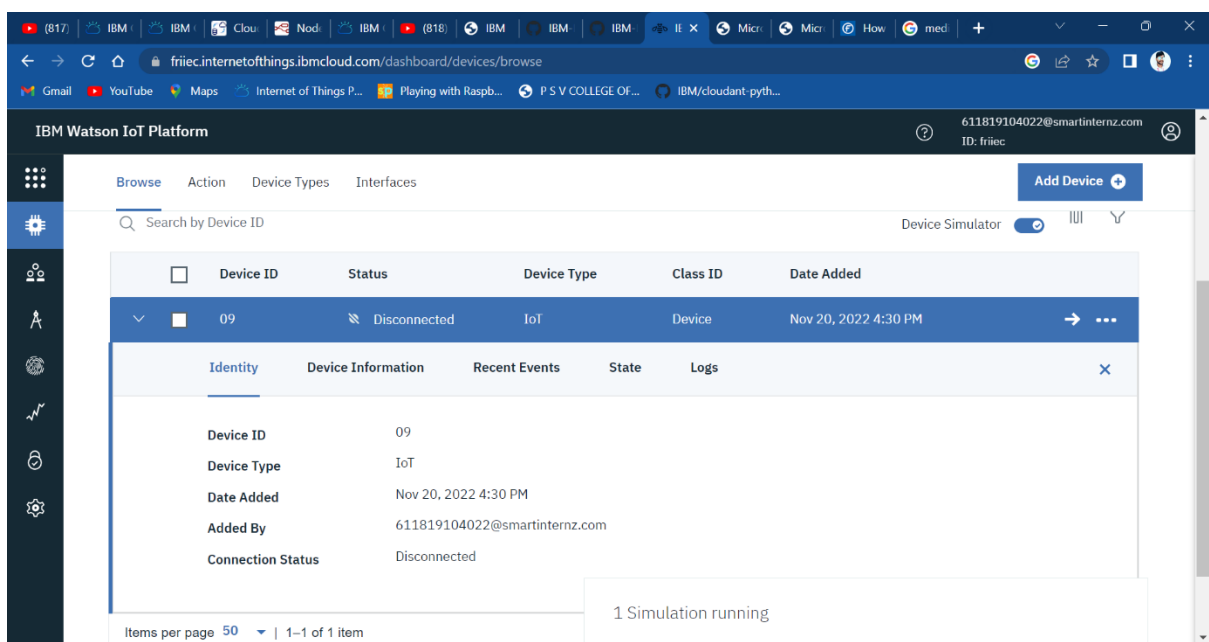 (817) IBM ( IBM ( Clou Node IBM ( (818) IBM IBM- IBM- IE Micro Micro How medi
friiec.internetofthings.ibmcloud.com/dashboard/devices/browse
Gmail YouTube Maps Internet of Things P... Playing with Raspb... P S V COLLEGE OF... IBM/cloudant-pyth...
IBM Watson IoT Platform
611819104022@smartinternz.com
ID: friiec
Browse Action Device Types Interfaces Add Device
Search by Device ID Device Simulator
Device ID Status Device Type Class ID Date Added
09 Disconnected IoT Device Nov 20, 2022 4:30 PM
Identity Device Information Recent Events State Logs
Device ID 09
Device Type IoT
Date Added Nov 20, 2022 4:30 PM
Added By 611819104022@smartinternz.com
Connection Status Disconnected
1 Simulation running
Items per page 50 | 1–1 of 1 item